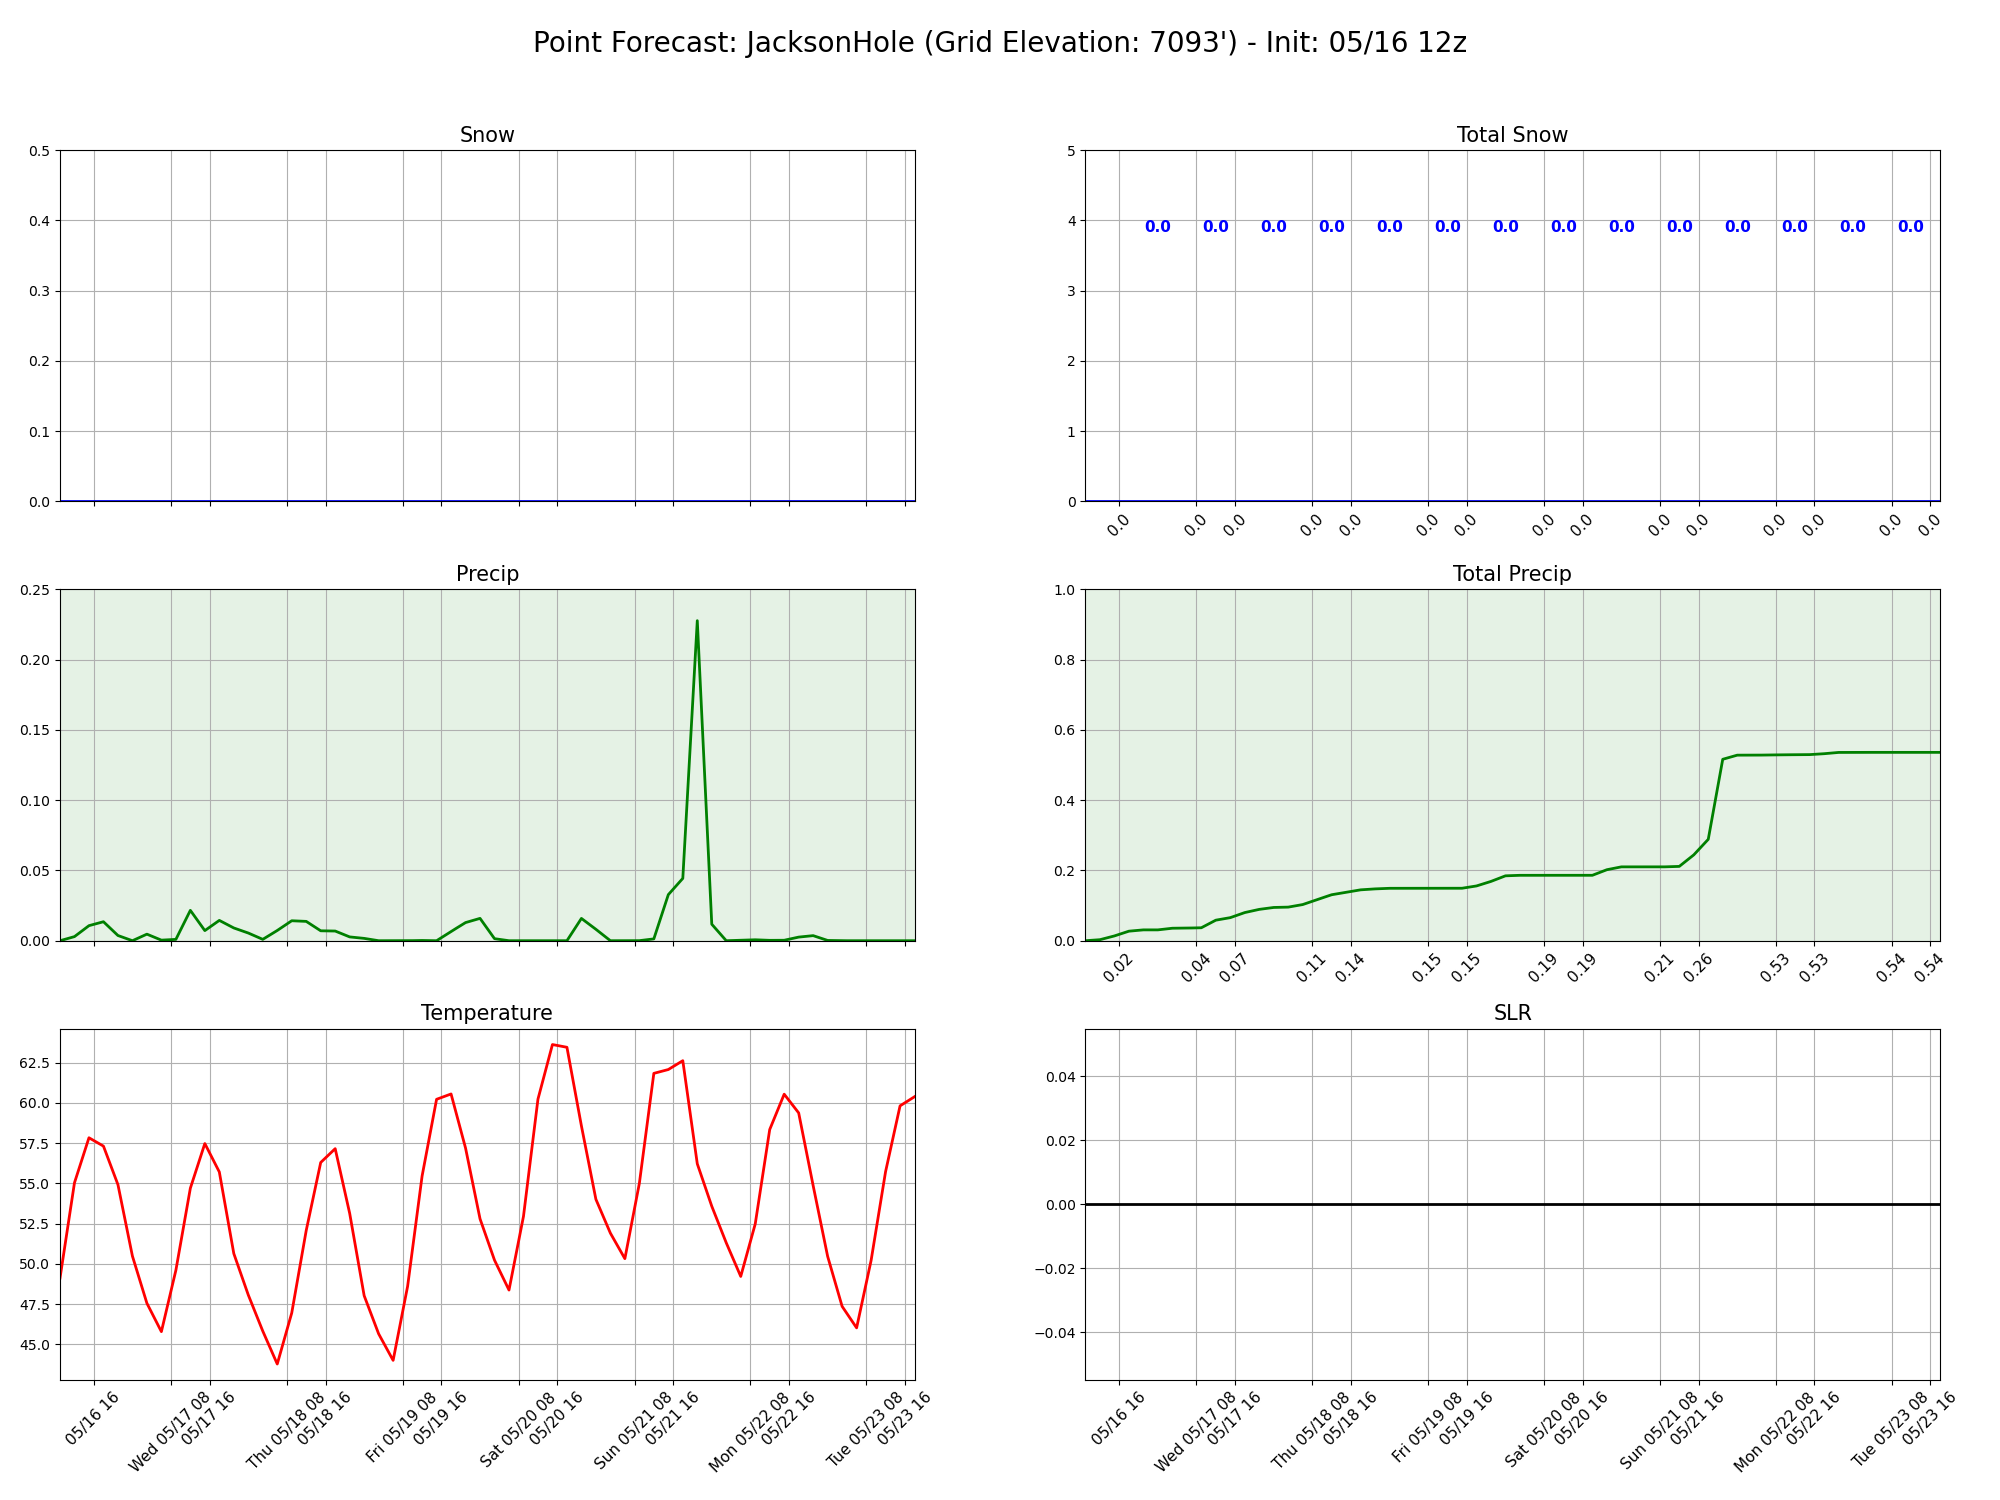 Point Forecast: JacksonHole (Grid Elevation: 7093') - Init: 05/16 12z
Snow
0.5
0.4
0.3
0.2
0.1
0.0
Total Snow
5
4
3
2
1
0
0.0 0.0 0.0 0.0 0.0 0.0 0.0 0.0 0.0 0.0 0.0 0.0 0.0 0.0
0.0 0.0 0.0 0.0 0.0 0.0 0.0 0.0 0.0 0.0 0.0 0.0 0.0 0.0 0.0
Precip
0.25
0.20
0.15
0.10
0.05
0.00
Total Precip
1.0
0.8
0.6
0.4
0.2
0.0
0.02 0.04 0.07 0.11 0.14 0.15 0.15 0.19 0.19 0.21 0.26 0.53 0.53 0.54 0.54
Temperature
62.5
60.0
57.5
55.0
52.5
50.0
47.5
45.0
05/16 16
Wed 05/17 08
05/17 16
Thu 05/18 08
05/18 16
Fri 05/19 08
05/19 16
Sat 05/20 08
05/20 16
Sun 05/21 08
05/21 16
Mon 05/22 08
05/22 16
Tue 05/23 08
05/23 16
SLR
0.04
0.02
0.00
−0.02
−0.04
05/16 16
Wed 05/17 08
05/17 16
Thu 05/18 08
05/18 16
Fri 05/19 08
05/19 16
Sat 05/20 08
05/20 16
Sun 05/21 08
05/21 16
Mon 05/22 08
05/22 16
Tue 05/23 08
05/23 16